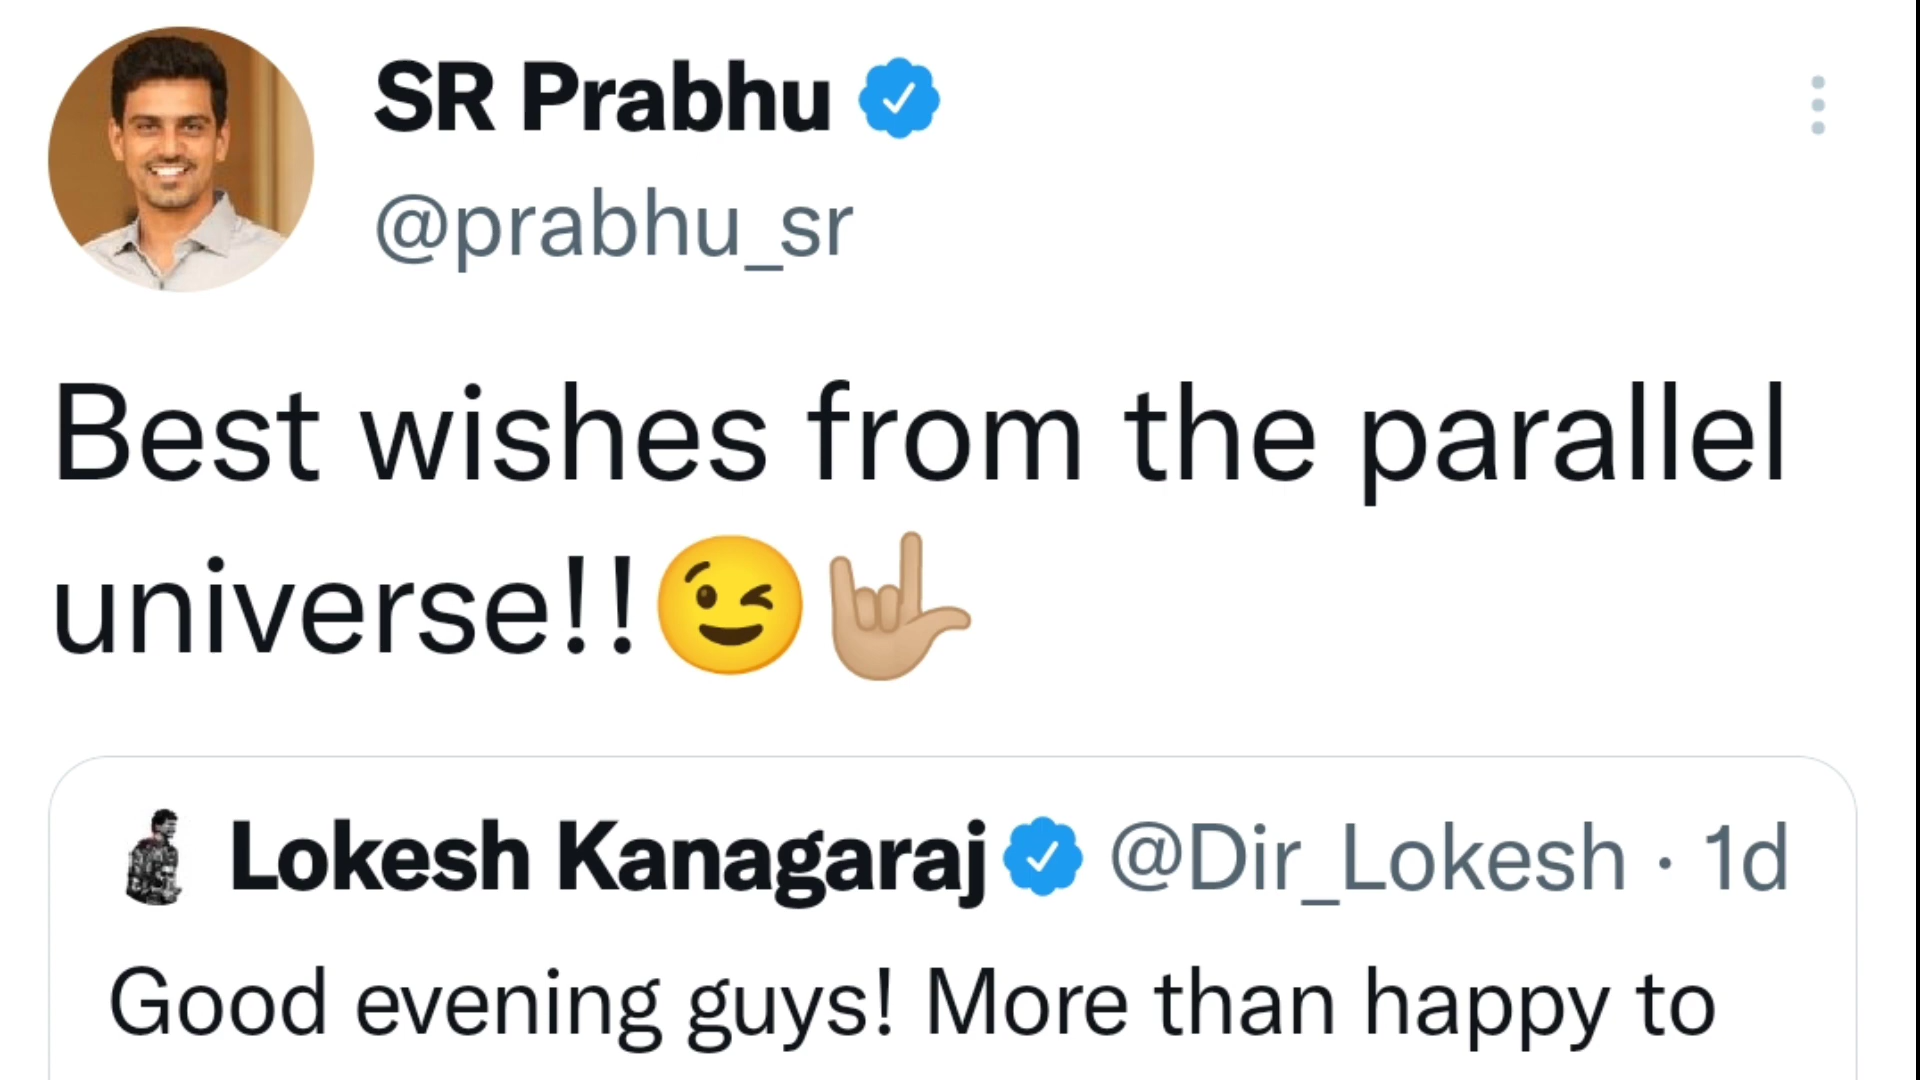 SR Prabhu
@prabhu_sr
Best wishes from the parallel
universe!!😉🤟🏼
Lokesh Kanagaraj @Dir_Lokesh · 1d
Good evening guys! More than happy to